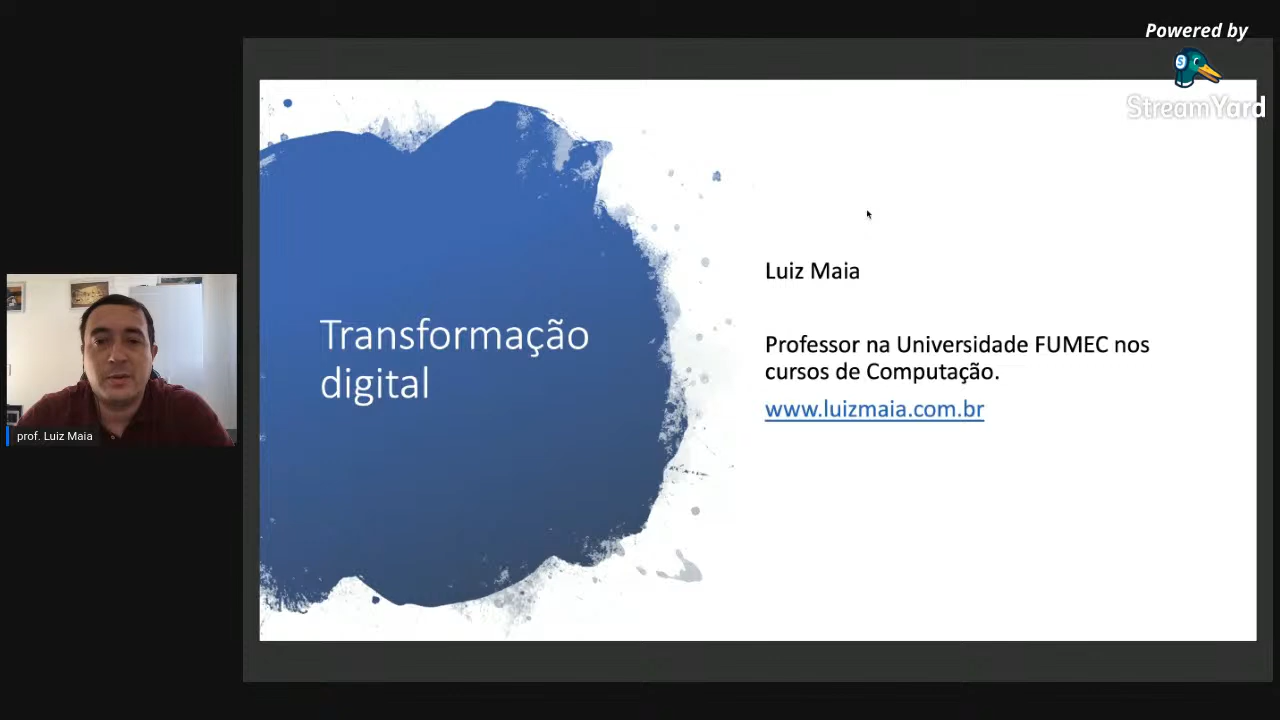 Powered by
StreamYard
Transformação
digital
Luiz Maia
Professor na Universidade FUMEC nos
cursos de Computação.
www.luizmaia.com.br
prof. Luiz Maia